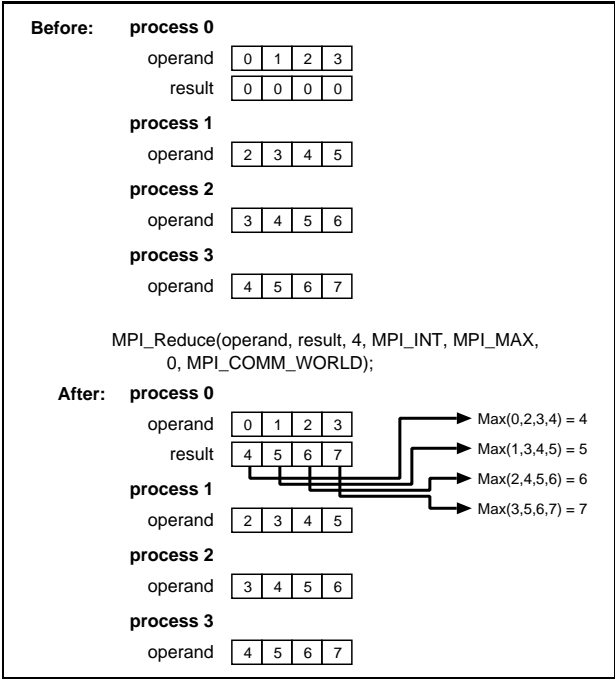 Before: process 0
operand 0 1 2 3
result 0 0 0 0
process 1
operand 2 3 4 5
process 2
operand 3 4 5 6
process 3
operand 4 5 6 7
MPI_Reduce(operand, result, 4, MPI_INT, MPI_MAX,
0, MPI_COMM_WORLD);
After: process 0
operand 0 1 2 3 Max(0,2,3,4) = 4
result 4 5 6 7 Max(1,3,4,5) = 5
Max(2,4,5,6) = 6
process 1
Max(3,5,6,7) = 7
operand 2 3 4 5
process 2
operand 3 4 5 6
process 3
operand 4 5 6 7